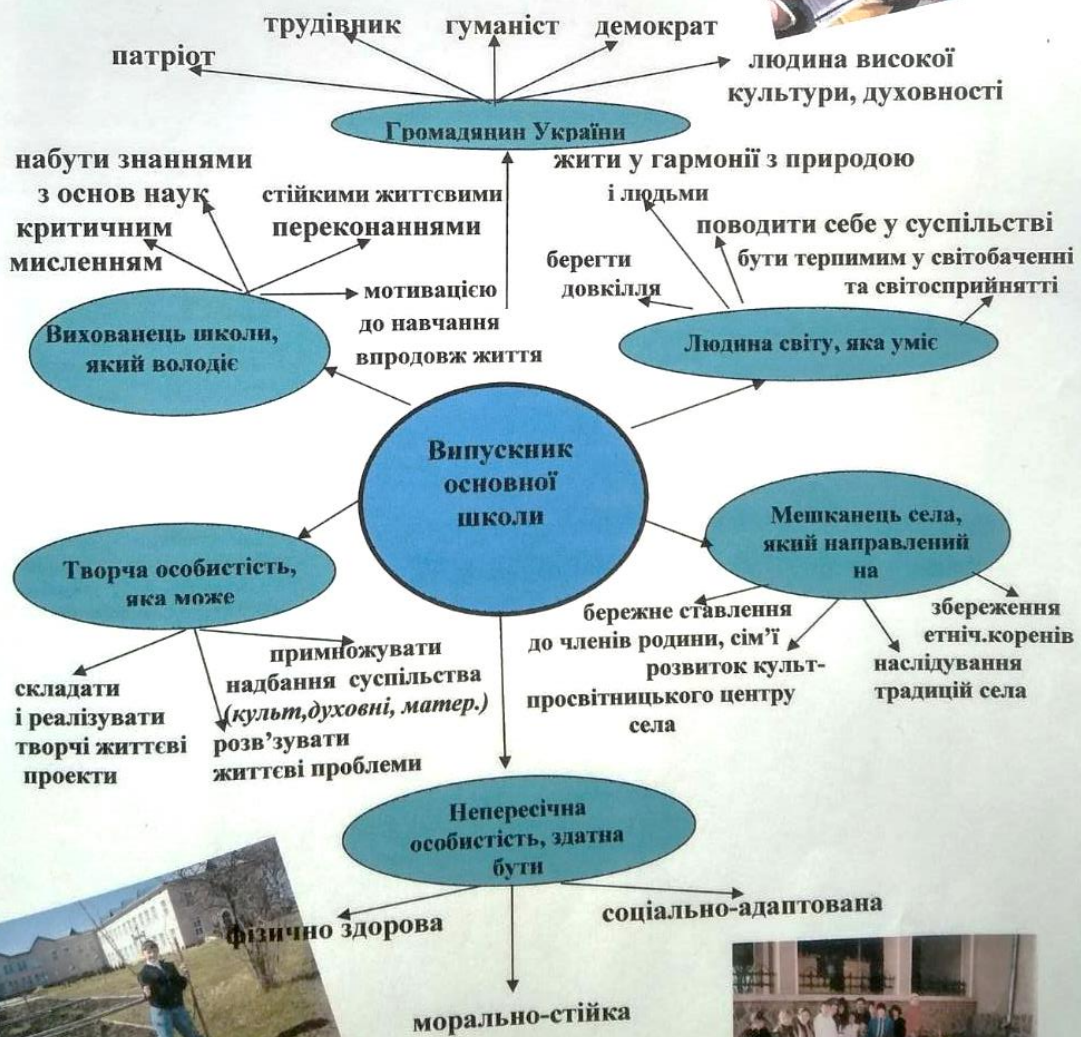 трудівник гуманіст демократ
патріот
людина високої
культури, духовності
Громадянин України
набути знаннями
з основ наук
критичним
мисленням
стійкими життєвими
переконаннями
мотивацією
до навчання
впродовж життя
Вихованець школи,
який володіє
жити у гармонії з природою
і людьми
поводити себе у суспільстві
бути терпимим у світобаченні
та світосприйнятті
берегти
довкілля
Людина світу, яка уміє
Випускник
основної
школи
Творча особистість,
яка може
складати
і реалізувати
творчі життєві
проекти
примножувати
надбання суспільства
(культ,духовні, матер.)
розв’язувати
життєві проблеми
Мешканець села,
який направлений
на
бережне ставлення
до членів родини, сім’ї
розвиток культ-
просвітницького центру
села
наслідування
традицій села
збереження
етніч.коренів
Непересічна
особистість, здатна
бути
фізично здорова
соціально-адаптована
морально-стійка